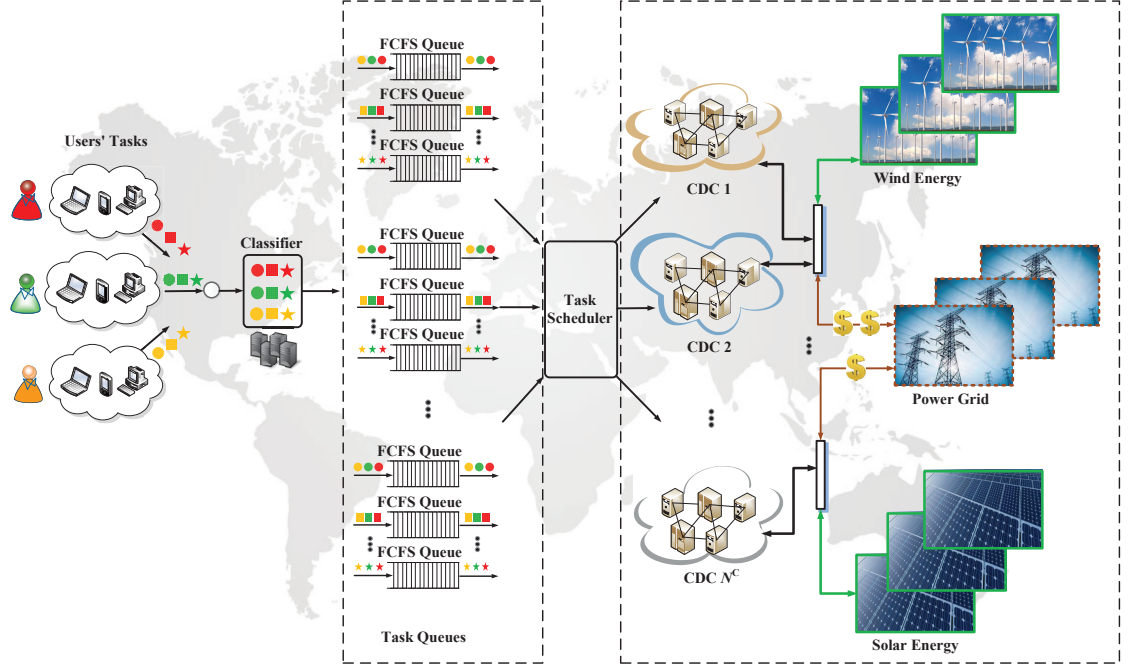 Users' Tasks
Classifier
FCFS Queue
FCFS Queue
FCFS Queue
FCFS Queue
FCFS Queue
FCFS Queue
FCFS Queue
FCFS Queue
FCFS Queue
Task Queues
Task
Scheduler
CDC 1
CDC 2
CDC N^C
Wind Energy
$ $
$
Power Grid
Solar Energy